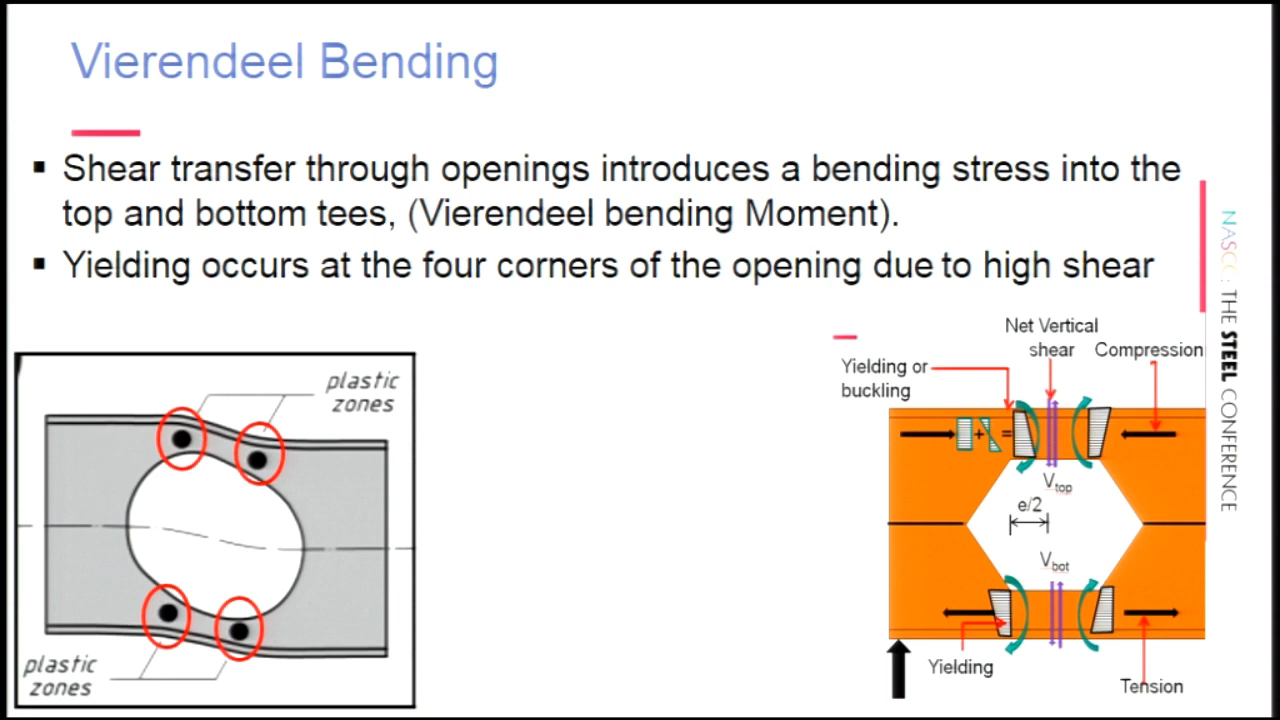 Vierendeel Bending
▪ Shear transfer through openings introduces a bending stress into the
top and bottom tees, (Vierendeel bending Moment).
▪ Yielding occurs at the four corners of the opening due to high shear
NASCC : THE STEEL CONFERENCE
plastic
zones
plastic
zones
Net Vertical
shear
Compression
Yielding or
buckling
+
=
Vtop
e/2
Vbot
Yielding
Tension